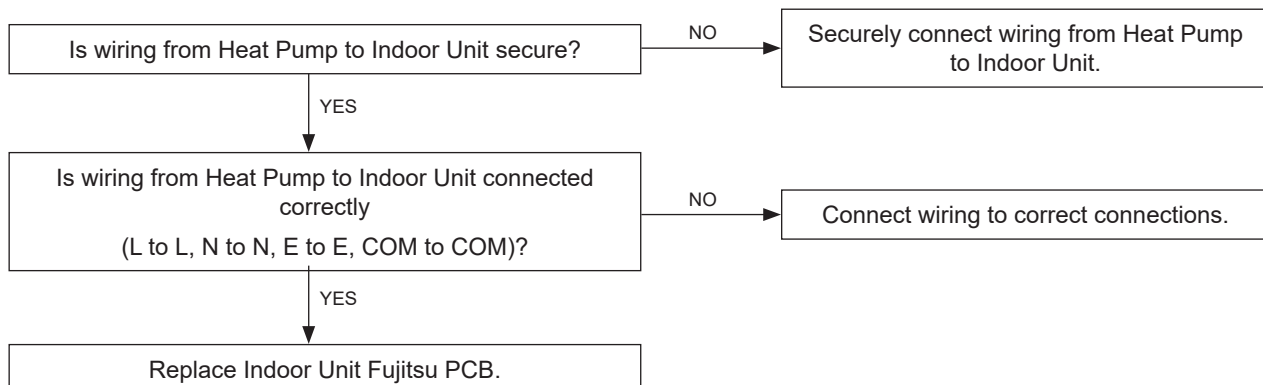 Is wiring from Heat Pump to Indoor Unit secure?
NO
Securely connect wiring from Heat Pump
to Indoor Unit.
YES
Is wiring from Heat Pump to Indoor Unit connected
correctly
(L to L, N to N, E to E, COM to COM)?
NO
Connect wiring to correct connections.
YES
Replace Indoor Unit Fujitsu PCB.